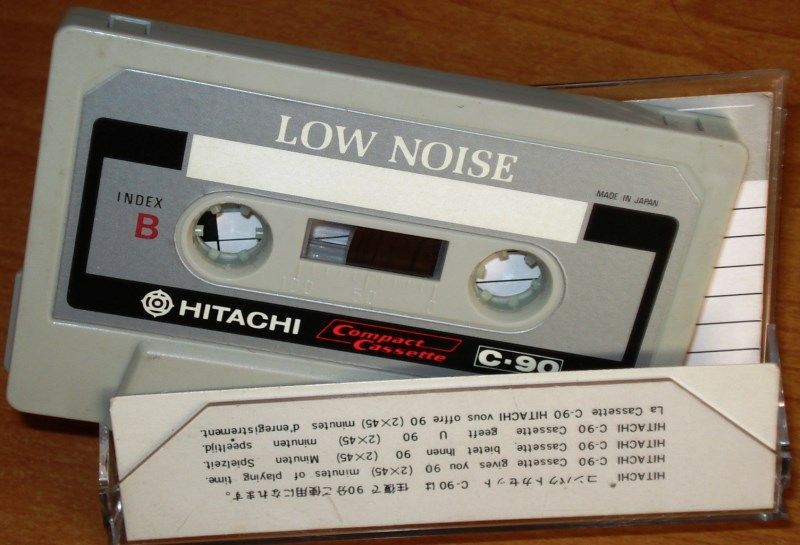 LOW NOISE
MADE IN JAPAN
INDEX
B
100 50 0
HITACHI
Compact
Cassette
C-90
HITACHI コンパクトカセット C-90は 往復で 90分ご使用になれます。
HITACHI C-90 Cassette gives you 90 (2×45) minutes of playing time.
HITACHI C-90 Cassette. bietet Ihnen 90 (2×45) Minuten Spielzeit.
HITACHI C-90 Cassette. geeft U 90 (2×45) minuten speeltijd.
La Cassette C-90 HITACHI vous offre 90 (2×45) minutes d'enregistrement.